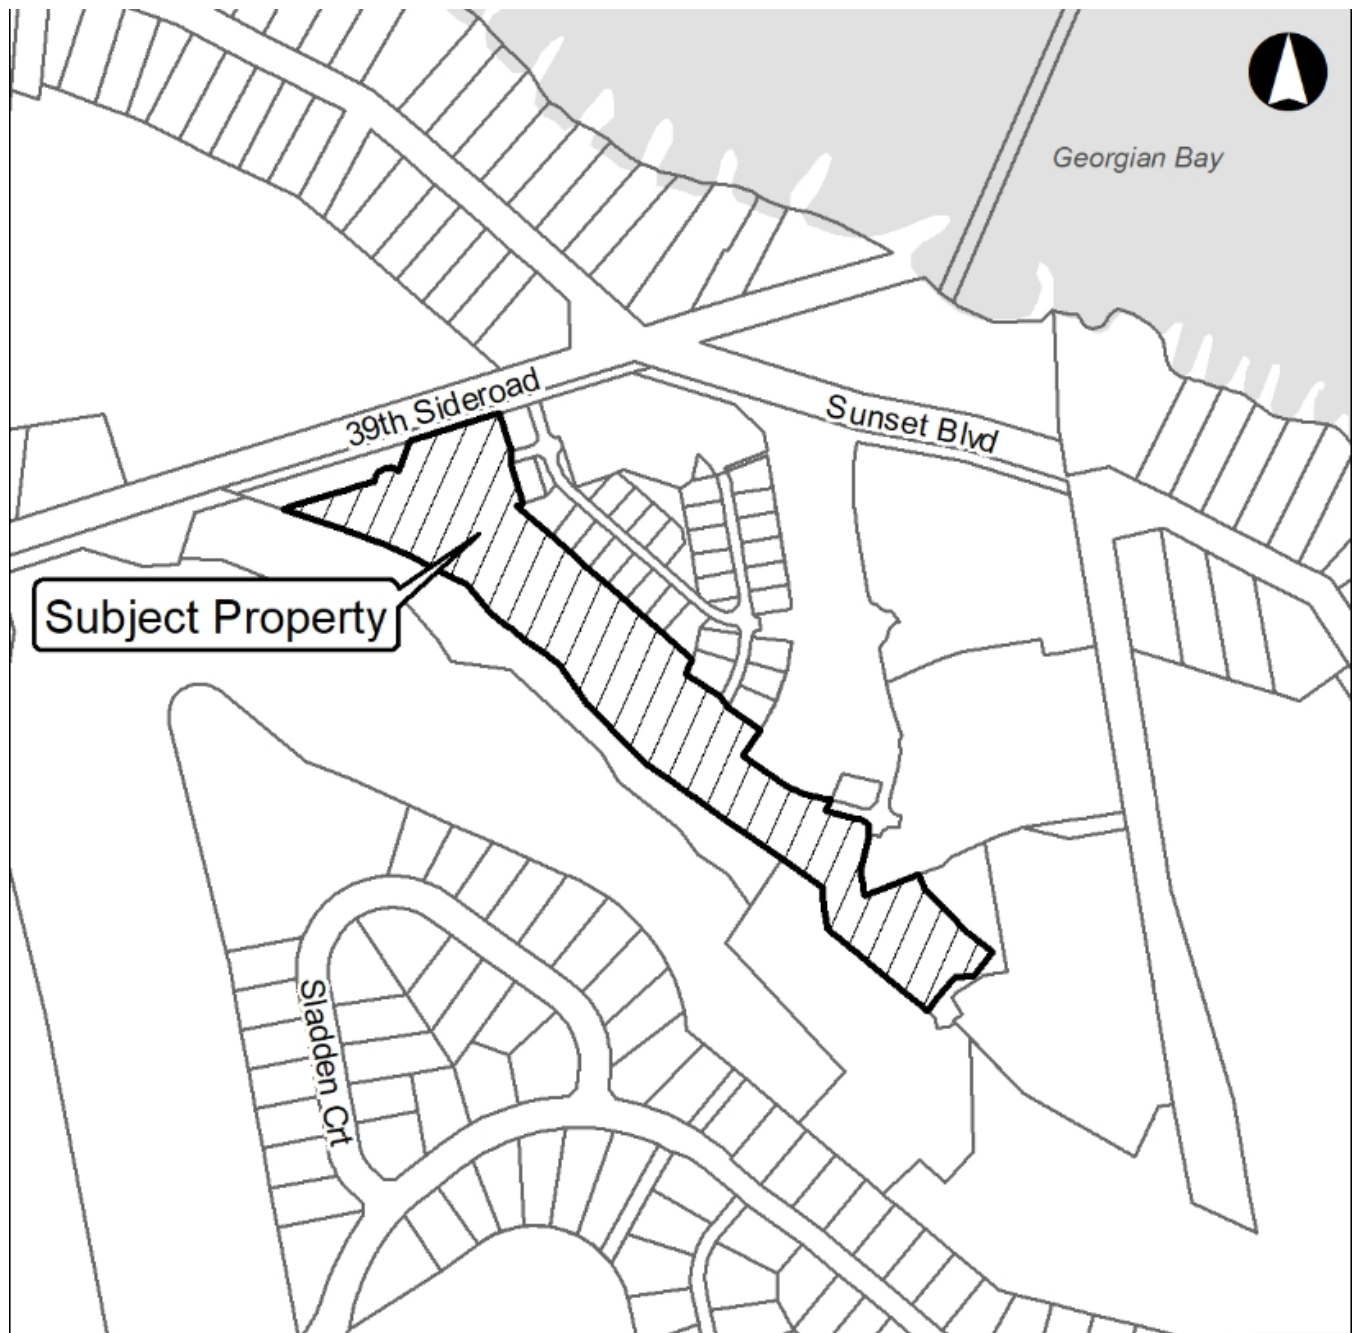 Georgian Bay
39th Sideroad
Sunset Blvd
Subject Property
Sladden Crt